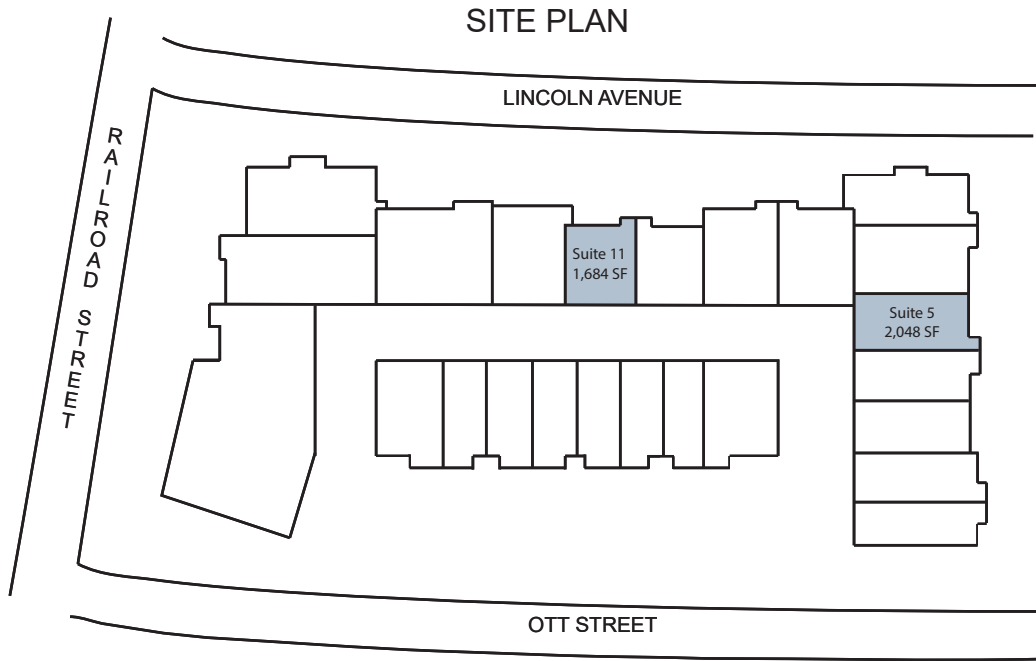 SITE PLAN
LINCOLN AVENUE
RAILROAD STREET
Suite 11
1,684 SF
Suite 5
2,048 SF
OTT STREET